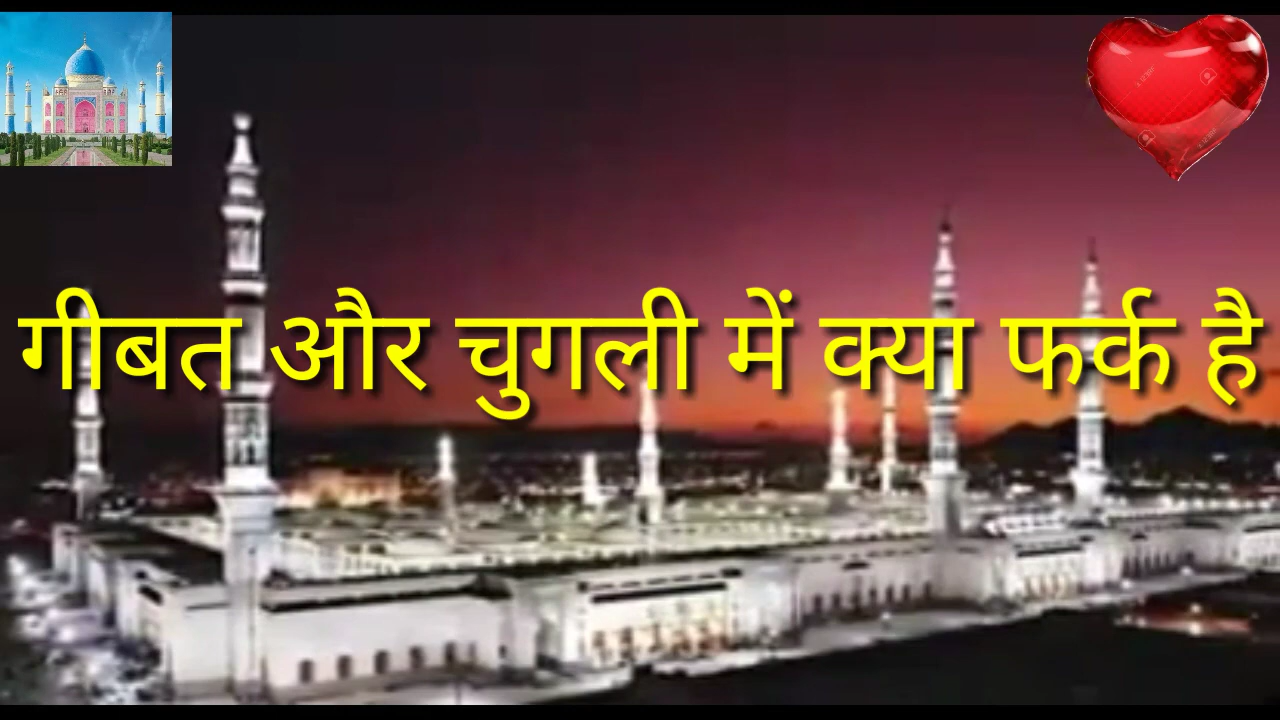 गीबत और चुगली में क्या फर्क है